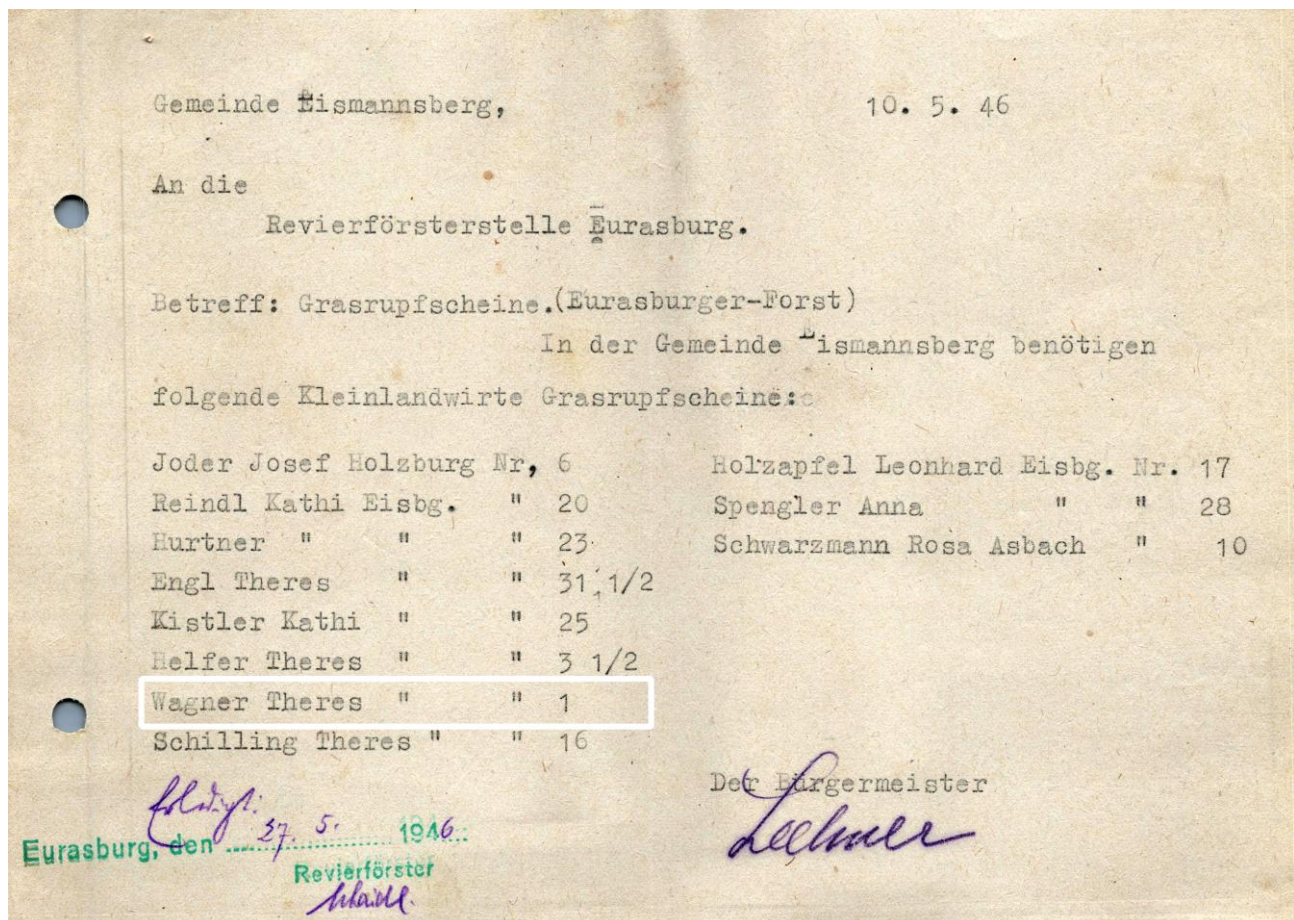 Gemeinde Eismannsberg, 10. 5. 46
An die
Revierförsterstelle Eurasburg.
Betreff: Grasrupfscheine.(Eurasburger-Forst)
In der Gemeinde Eismannsberg benötigen
folgende Kleinlandwirte Grasrupfscheine:
Joder Josef Holzburg Nr, 6
Reindl Kathi Eisbg. " 20
Hurtner " " " 23
Engl Theres " " 31 1/2
Kistler Kathi " " 25
Helfer Theres " " 3 1/2
Wagner Theres " " 1
Schilling Theres " " 16
Holzapfel Leonhard Eisbg. Nr. 17
Spengler Anna " " 28
Schwarzmann Rosa Asbach " 10
Der Bürgermeister
Erledigt:
Eurasburg, den 27. 5. 1946.
Revierförster